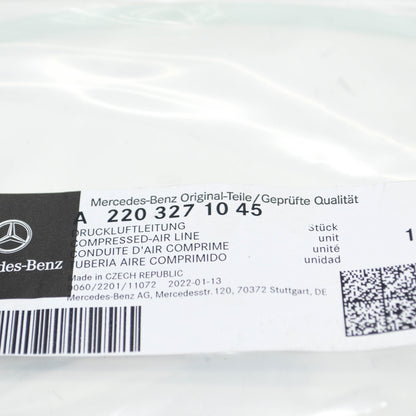 Mercedes-Benz Original-Teile/Geprüfte Qualität
A 220 327 10 45
DRUCKLUFTLEITUNG Stück
COMPRESSED-AIR LINE unit 1
CONDUITE D'AIR COMPRIME unité
TUBERIA AIRE COMPRIMIDO unidad
Made in CZECH REPUBLIC
0060/2201/11072 2022-01-13
Mercedes-Benz AG, Mercedesstr. 120, 70372 Stuttgart, DE
des-Benz